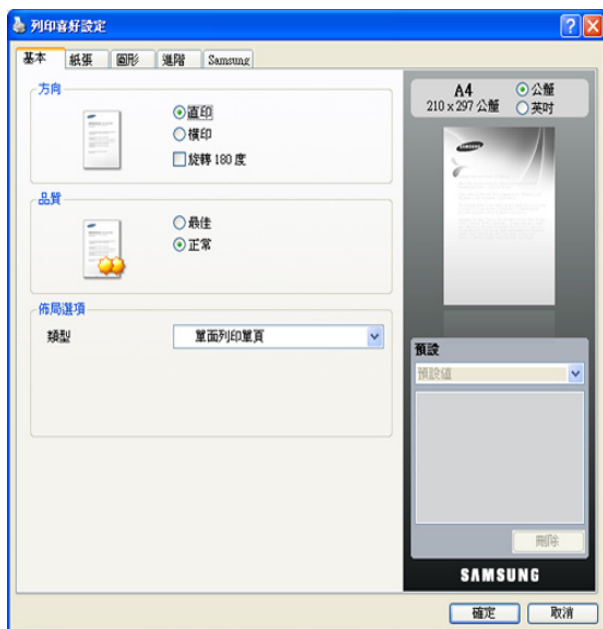 列印喜好設定
基本 紙張 圖形 進階 Samsung
方向
直印
橫印
旋轉 180 度
品質
最佳
正常
佈局選項
類型 單面列印單頁
A4
210 x 297 公釐
公釐
英吋
SAMSUNG
預設
預設值
刪除
SAMSUNG
確定 取消